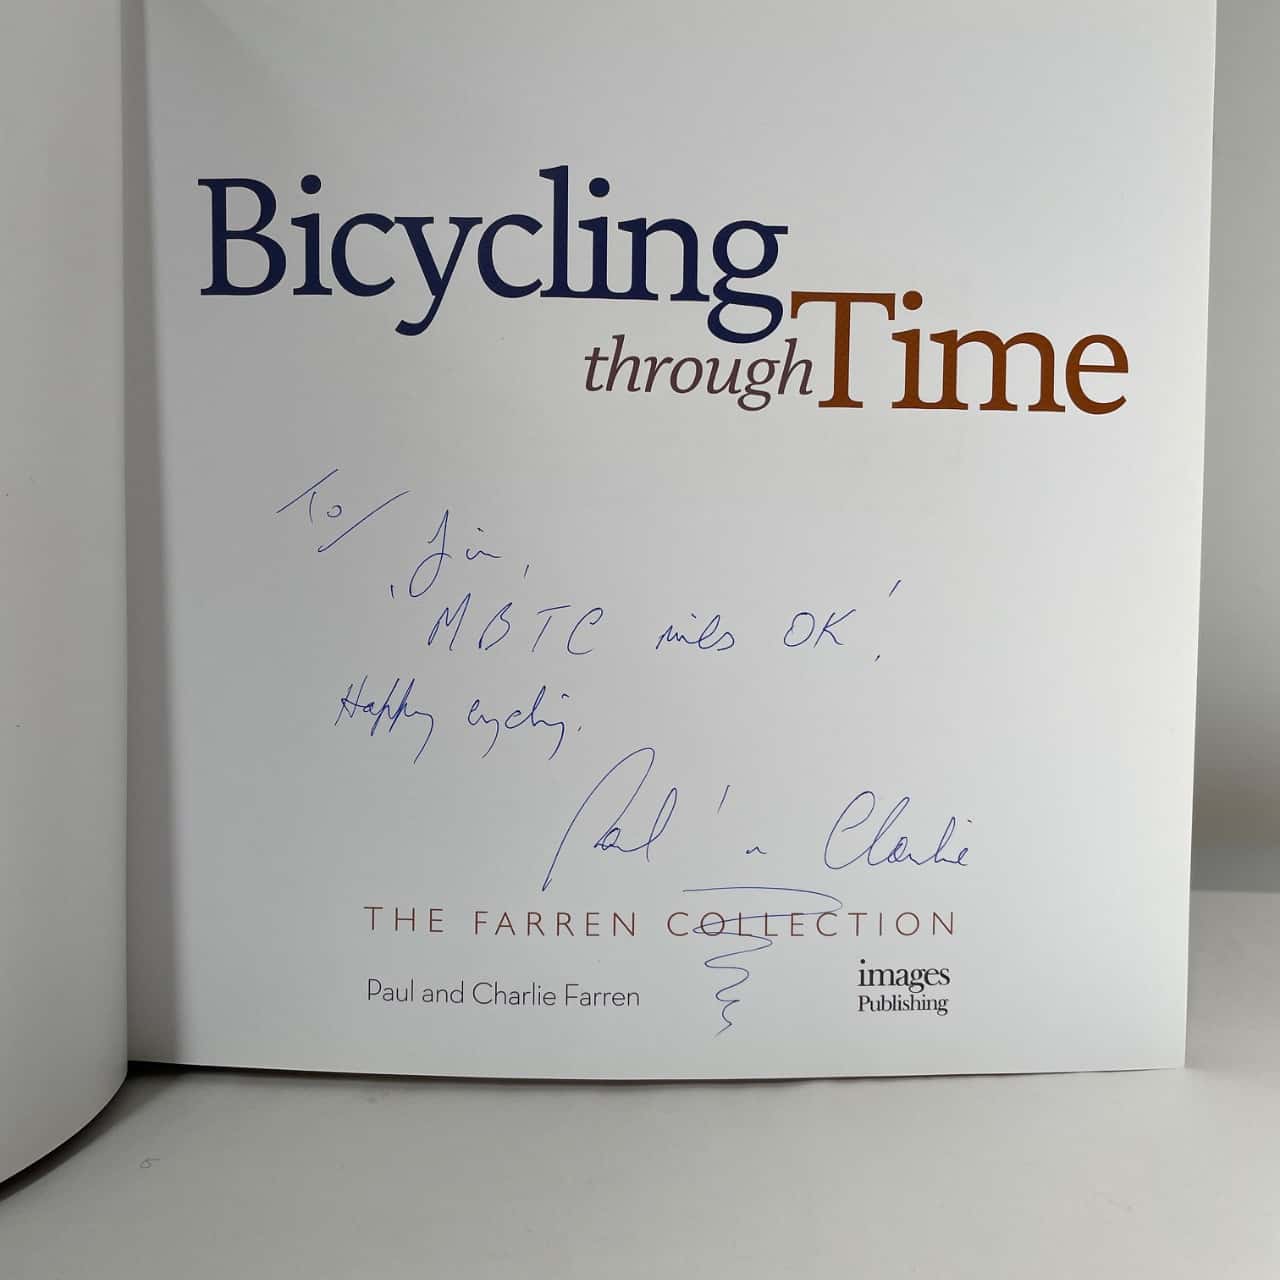 Bicycling
through Time
To/ Jim,
'MBTC rules OK'!
Happy cycling.
Paul 'n Charlie
THE FARREN COLLECTION
Paul and Charlie Farren
images
Publishing